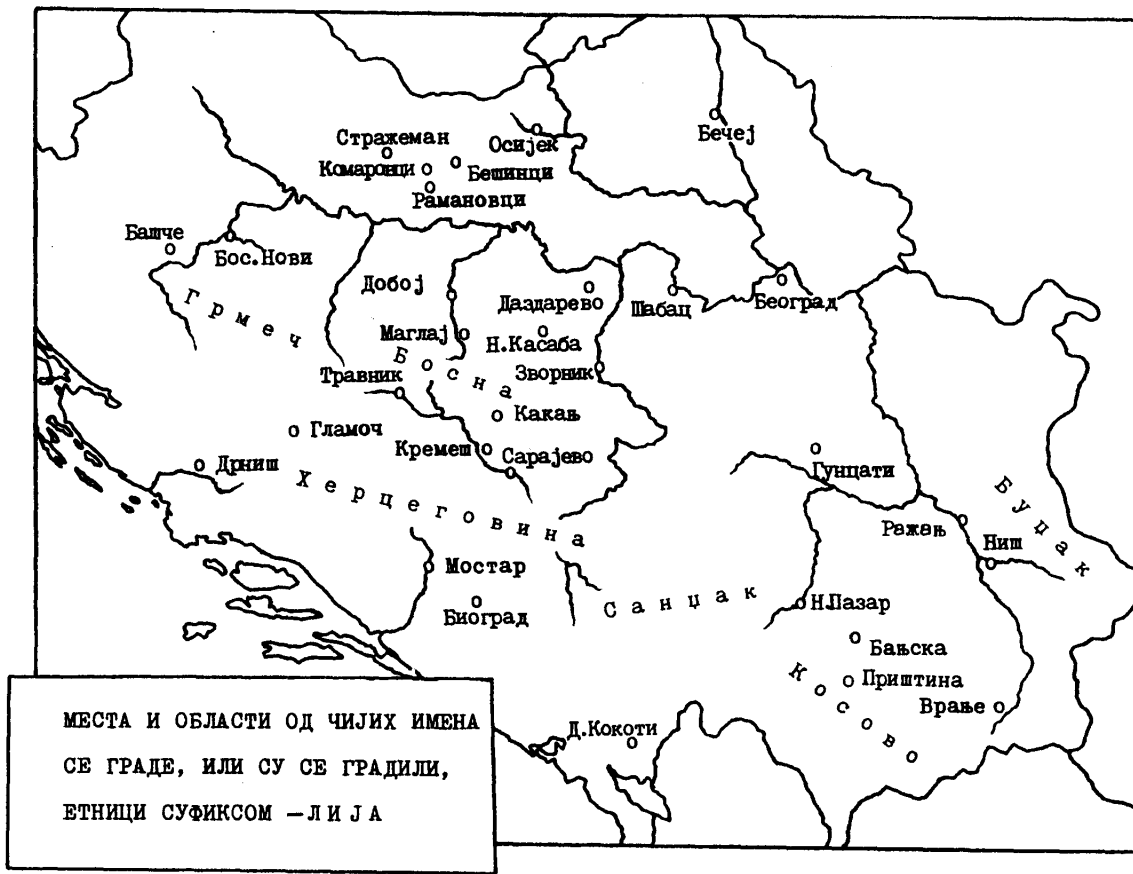 Бечеј
Осијек
Стражеман
Комаровци
Бешинци
Рамановци
Башче
Бос.Нови
Добој
Даздарево
Шабац
Београд
Грмеч
Маглај
Н.Касаба
Босна
Травник
Зворник
Какањ
Гламоч
Кремеш
Сарајево
Дрниш
Гунцати
Херцеговина
Буџак
Ражањ
Ниш
Мостар
Биоград
Санџак
Н.Пазар
Бањска
Приштина
Косово
Врање
Д.Кокоти
МЕСТА И ОБЛАСТИ ОД ЧИЈИХ ИМЕНА
СЕ ГРАДЕ, ИЛИ СУ СЕ ГРАДИЛИ,
ЕТНИЦИ СУФИКСОМ –ЛИЈА